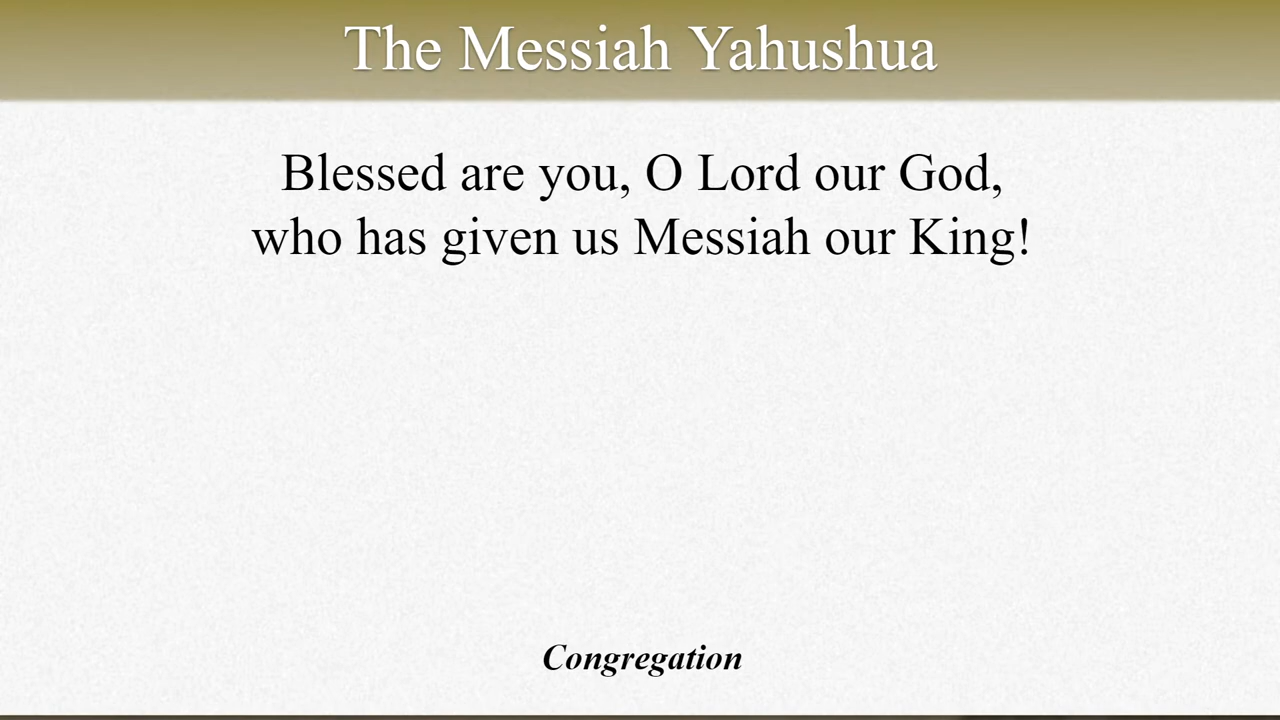 The Messiah Yahushua
Blessed are you, O Lord our God,
who has given us Messiah our King!
Congregation